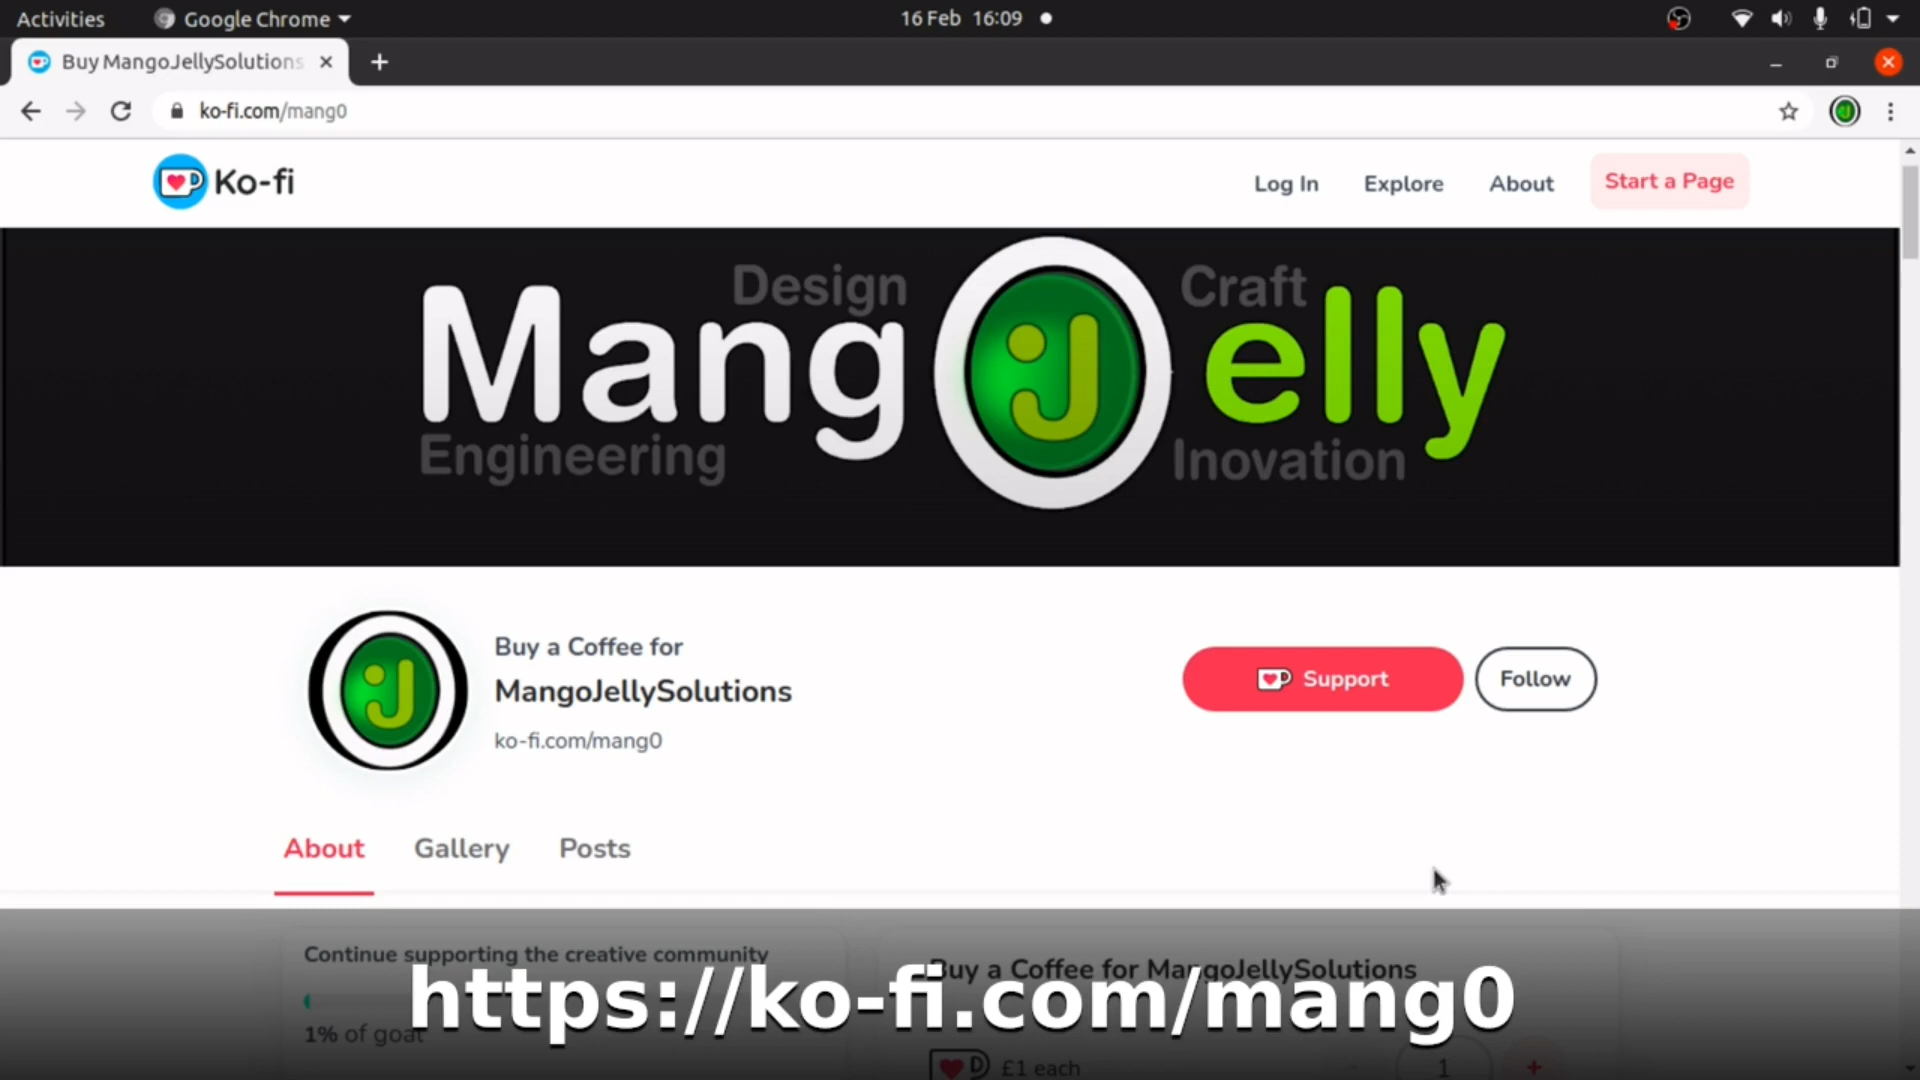 Activities
Google Chrome
16 Feb 16:09
Buy MangoJellySolutions
ko-fi.com/mang0
Ko-fi
Log In
Explore
About
Start a Page
Design
Craft
Mang
J
elly
Engineering
Inovation
Buy a Coffee for
MangoJellySolutions
ko-fi.com/mang0
Support
Follow
About
Gallery
Posts
Continue supporting the creative community
1% of goal
Buy a Coffee for MangoJellySolutions
£1 each
- 1 +
https://ko-fi.com/mang0